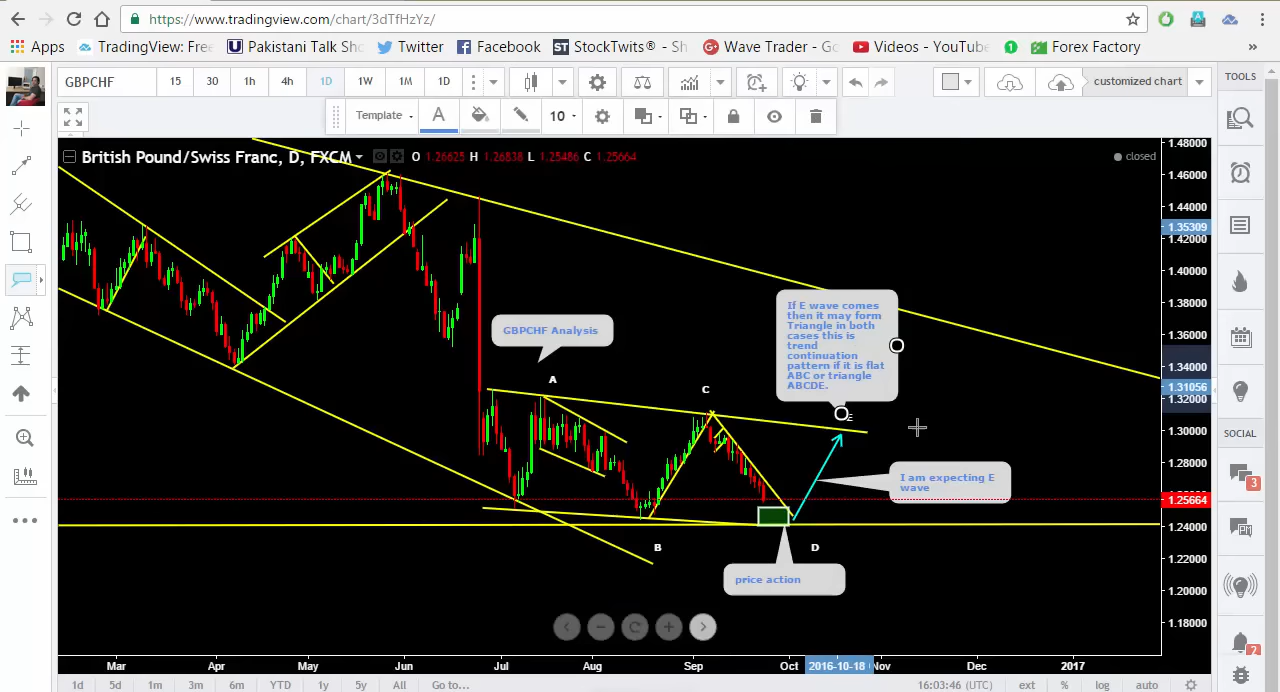 https://www.tradingview.com/chart/3dTfHzYz/
Apps
TradingView: Free
Pakistani Talk Sho
Twitter
Facebook
StockTwits® - Sh
Wave Traner - Go
Videos - YouTube
1
Forex Factory
»
GBPCHF
15
30
1h
4h
1D
1W
1M
1D
customized chart
TOOLS
Template
A
10
British Pound/Swiss Franc, D, FXCM
O 1.26625 H 1.26838 L 1.25486 C 1.25664
closed
1.48000
1.46000
1.44000
1.35309
1.42000
1.40000
1.38000
1.36000
1.34000
1.31056
1.32000
1.30000
1.28000
1.25664
1.24000
1.22000
1.20000
1.18000
If E wave comes
then it may form
Triangle in both
cases this is
trend
continuation
pattern if it is flat
ABC or triangle
ABCDE.
GBPCHF Analysis
A
C
E
I am expecting E
wave
B
D
price action
SOCIAL
3
2
Mar
Apr
May
Jun
Jul
Aug
Sep
Oct
2016-10-18
Nov
Dec
2017
1d
5d
1m
3m
6m
YTD
1y
5y
All
Go to...
16:03:46 (UTC)
ext
%
log
auto